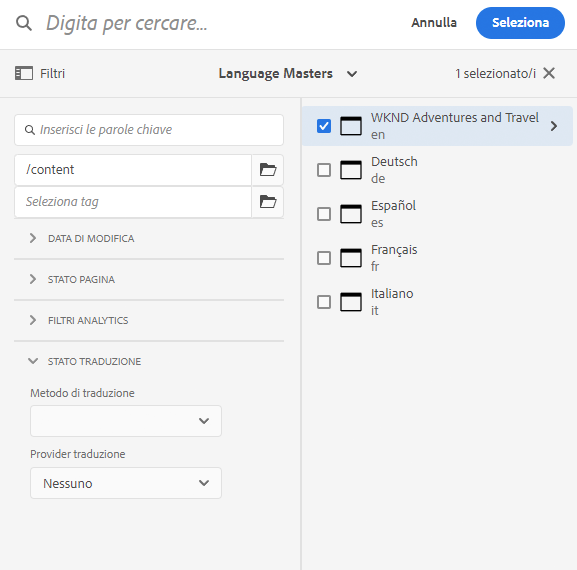 Digita per cercare...
Annulla
Seleziona
Filtri
Language Masters
1 selezionato/i
Inserisci le parole chiave
/content
Seleziona tag
DATA DI MODIFICA
STATO PAGINA
FILTRI ANALYTICS
STATO TRADUZIONE
Metodo di traduzione
Provider traduzione
Nessuno
WKND Adventures and Travel
en
Deutsch
de
Español
es
Français
fr
Italiano
it